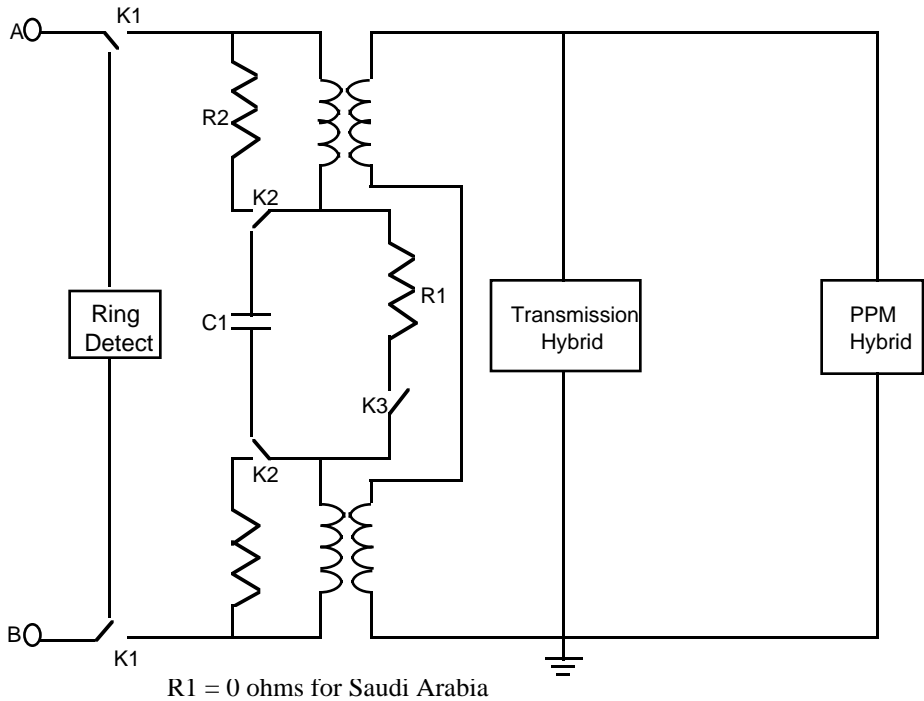 K1
A
R2
K2
R1
Ring
Detect
C1
Transmission
Hybrid
PPM
Hybrid
K3
K2
B
K1
R1 = 0 ohms for Saudi Arabia